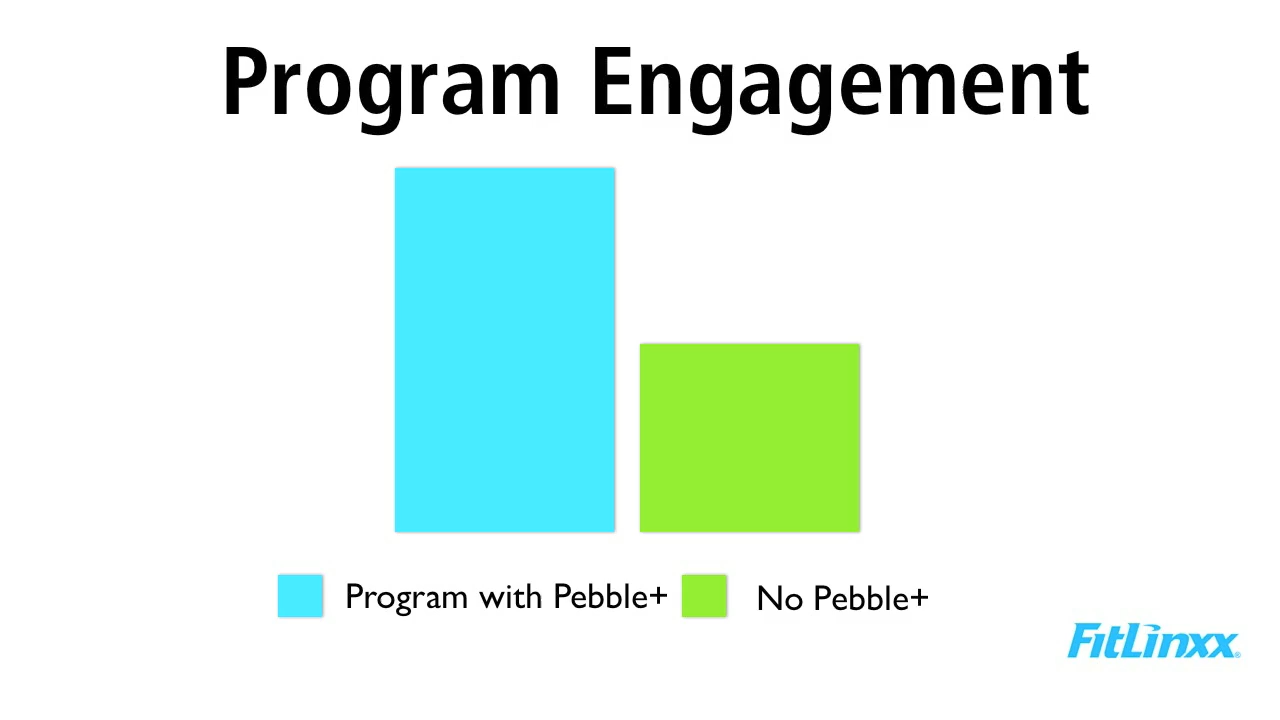 Program Engagement
Program with Pebble+
No Pebble+
FitLinxx®